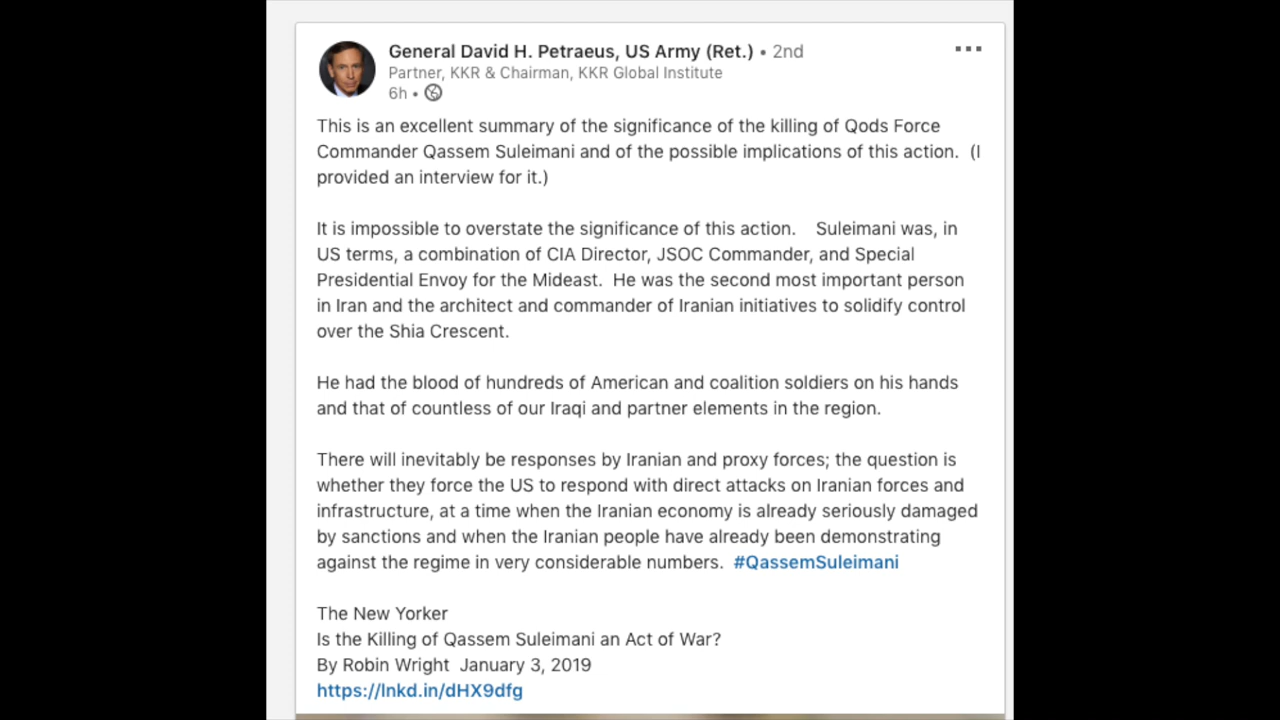 General David H. Petraeus, US Army (Ret.) • 2nd
Partner, KKR & Chairman, KKR Global Institute
6h •
This is an excellent summary of the significance of the killing of Qods Force
Commander Qassem Suleimani and of the possible implications of this action.  (I
provided an interview for it.)
It is impossible to overstate the significance of this action.    Suleimani was, in
US terms, a combination of CIA Director, JSOC Commander, and Special
Presidential Envoy for the Mideast.  He was the second most important person
in Iran and the architect and commander of Iranian initiatives to solidify control
over the Shia Crescent.
He had the blood of hundreds of American and coalition soldiers on his hands
and that of countless of our Iraqi and partner elements in the region.
There will inevitably be responses by Iranian and proxy forces; the question is
whether they force the US to respond with direct attacks on Iranian forces and
infrastructure, at a time when the Iranian economy is already seriously damaged
by sanctions and when the Iranian people have already been demonstrating
against the regime in very considerable numbers.  #QassemSuleimani
The New Yorker
Is the Killing of Qassem Suleimani an Act of War?
By Robin Wright  January 3, 2019
https://lnkd.in/dHX9dfg